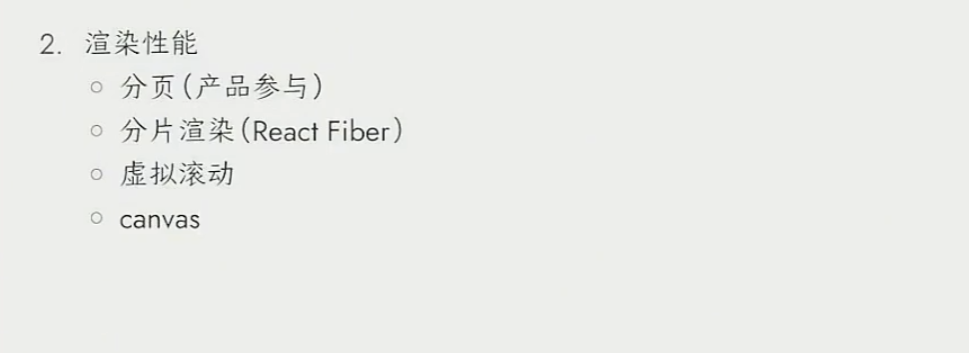 2. 渲染性能
○ 分页(产品参与)
○ 分片渲染(React Fiber)
○ 虚拟滚动
○ canvas